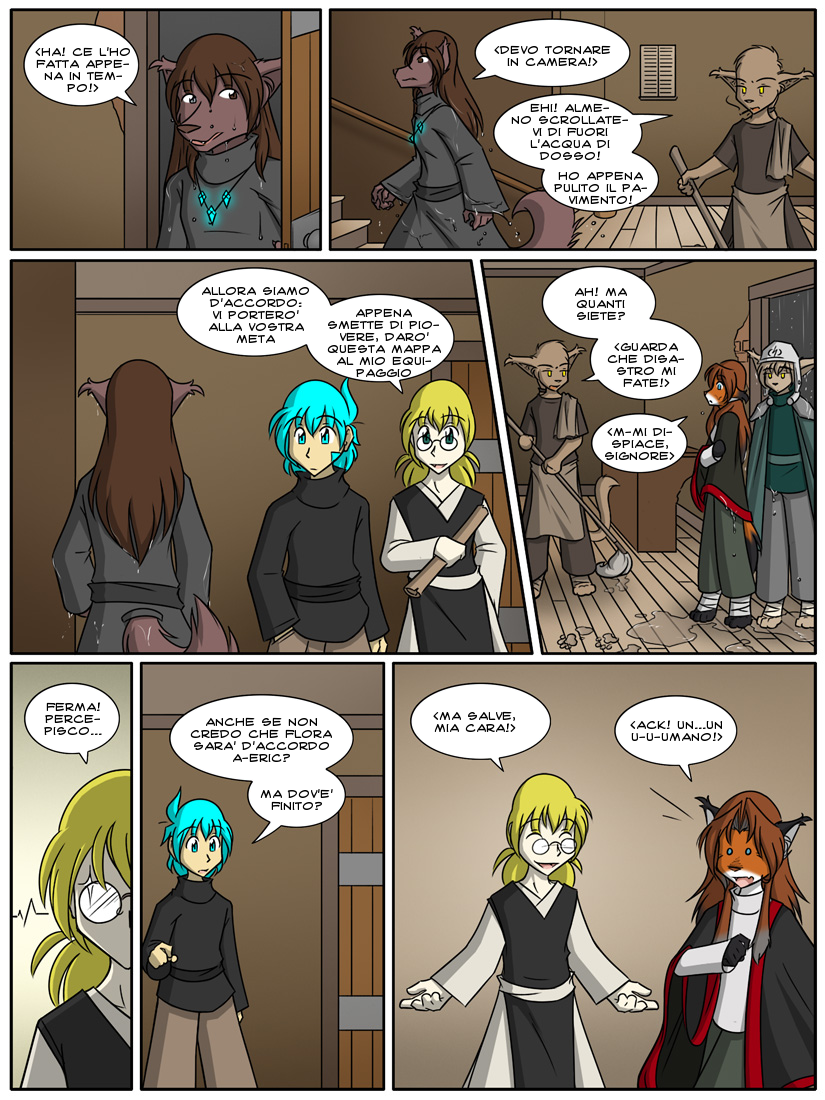 <HA! CE L'HO
FATTA APPE-
NA IN TEM-
PO!>
<DEVO TORNARE
IN CAMERA!>
EHI! ALME-
NO SCROLLATE-
VI DI FUORI
L'ACQUA DI
DOSSO!
HO APPENA
PULITO IL PA-
VIMENTO!
ALLORA SIAMO
D'ACCORDO:
VI PORTERO'
ALLA VOSTRA
META
APPENA
SMETTE DI PIO-
VERE, DARO'
QUESTA MAPPA
AL MIO EQUI-
PAGGIO
AH! MA
QUANTI
SIETE?
<GUARDA
CHE DISA-
STRO MI
FATE!>
<M-MI DI-
SPIACE,
SIGNORE>
FERMA!
PERCE-
PISCO...
ANCHE SE NON
CREDO CHE FLORA
SARA' D'ACCORDO
A-ERIC?
MA DOV'E'
FINITO?
<MA SALVE,
MIA CARA!>
<ACK! UN...UN
U-U-UMANO!>